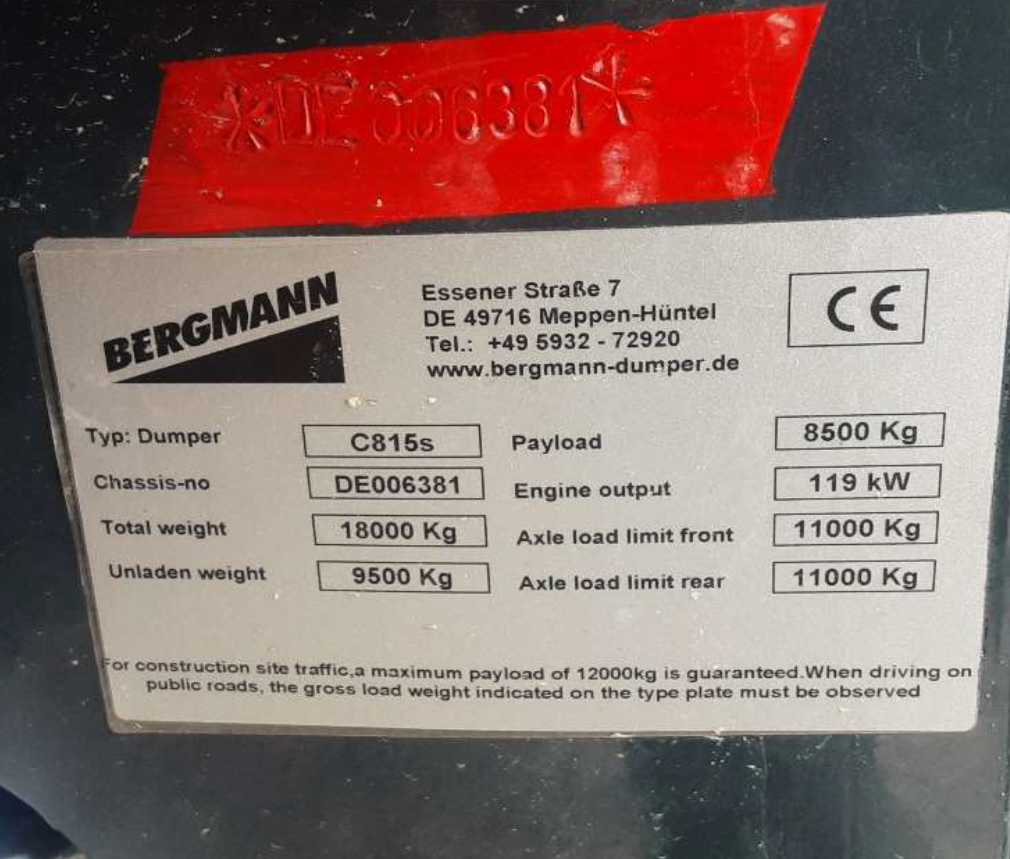 *DE006381*
BERGMANN
Essener Straße 7
DE 49716 Meppen-Hüntel
Tel.: +49 5932 - 72920
www.bergmann-dumper.de
CE
Typ: Dumper C815s Payload 8500 Kg
Chassis-no DE006381 Engine output 119 kW
Total weight 18000 Kg Axle load limit front 11000 Kg
Unladen weight 9500 Kg Axle load limit rear 11000 Kg
For construction site traffic,a maximum payload of 12000kg is guaranteed.When driving on
public roads, the gross load weight indicated on the type plate must be observed